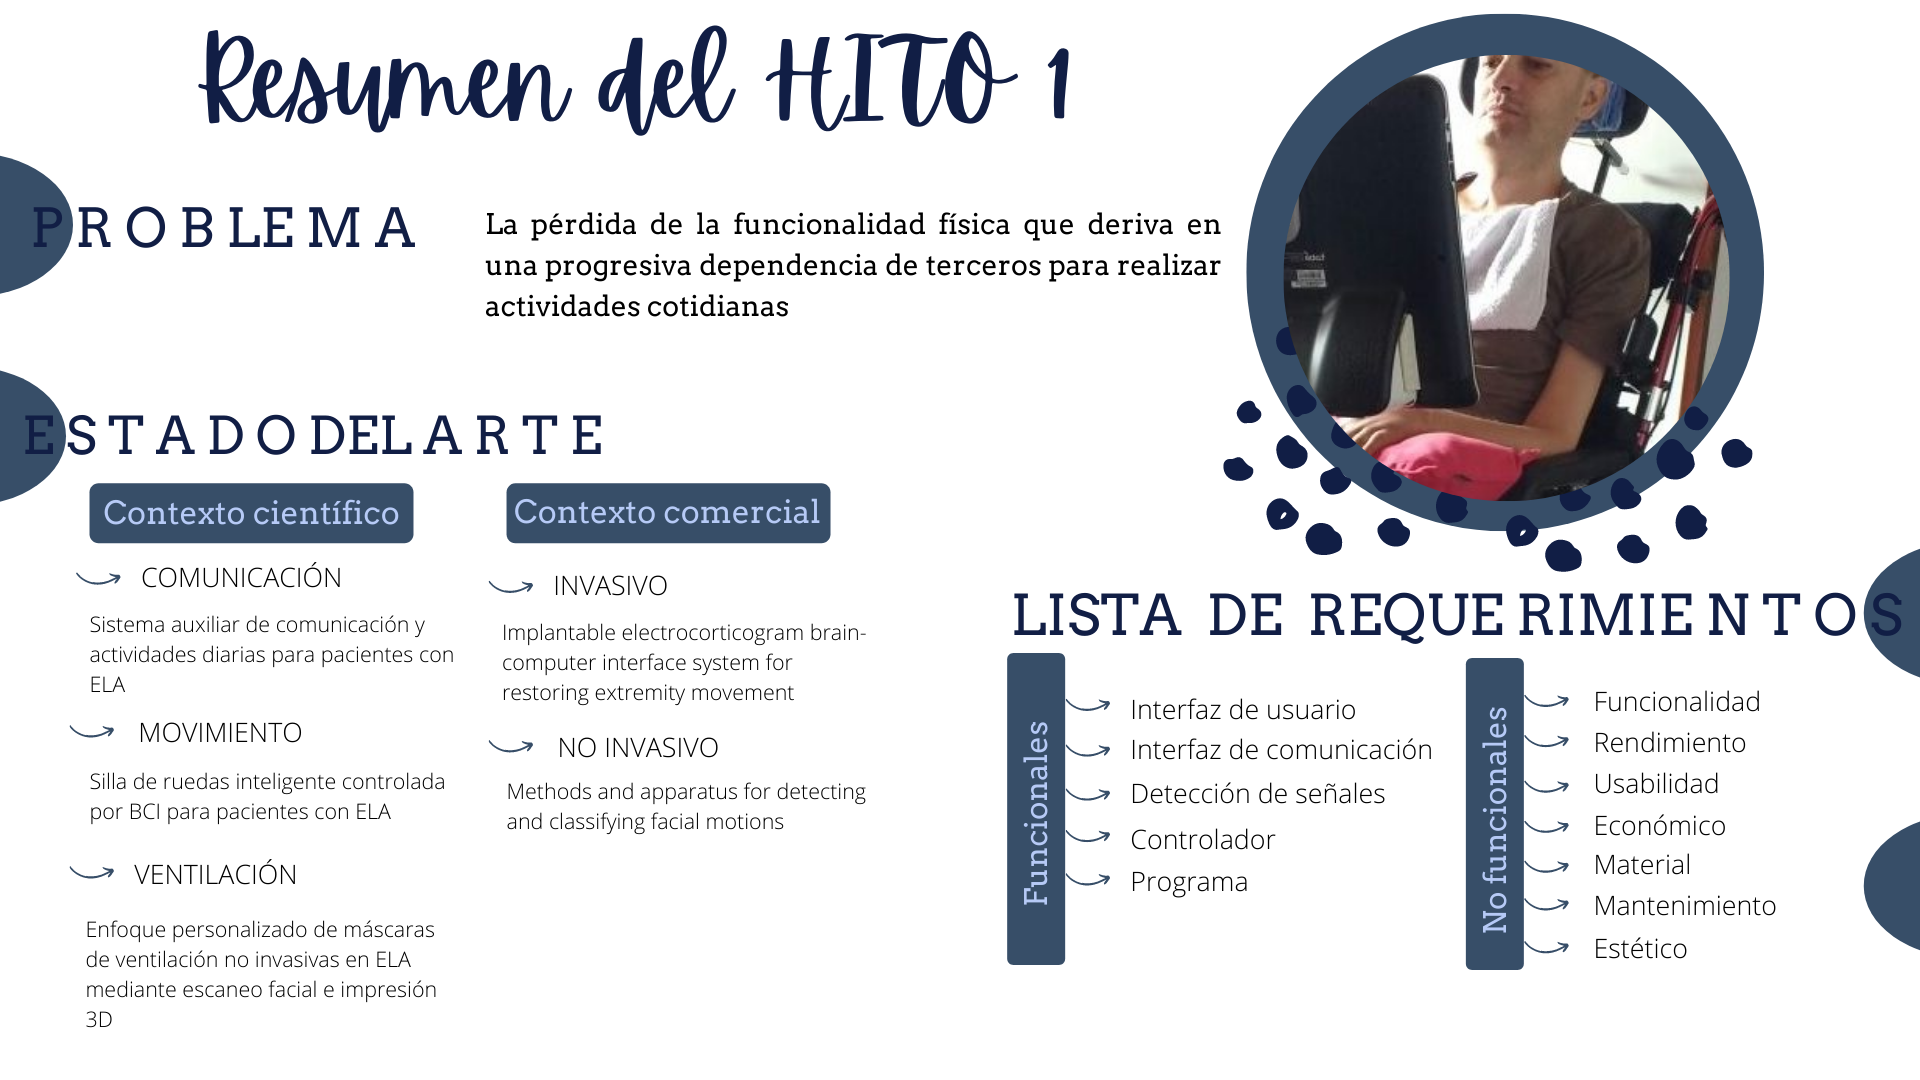 Resumen del HITO 1
PROBLEMA
La pérdida de la funcionalidad física que deriva en
una progresiva dependencia de terceros para realizar
actividades cotidianas
ESTADO DEL ARTE
Contexto científico
COMUNICACIÓN
Sistema auxiliar de comunicación y
actividades diarias para pacientes con
ELA
MOVIMIENTO
Silla de ruedas inteligente controlada
por BCI para pacientes con ELA
VENTILACIÓN
Enfoque personalizado de máscaras
de ventilación no invasivas en ELA
mediante escaneo facial e impresión
3D
Contexto comercial
INVASIVO
Implantable electrocorticogram brain-
computer interface system for
restoring extremity movement
NO INVASIVO
Methods and apparatus for detecting
and classifying facial motions
LISTA DE REQUERIMIENTOS
Funcionales
Interfaz de usuario
Interfaz de comunicación
Detección de señales
Controlador
Programa
No funcionales
Funcionalidad
Rendimiento
Usabilidad
Económico
Material
Mantenimiento
Estético